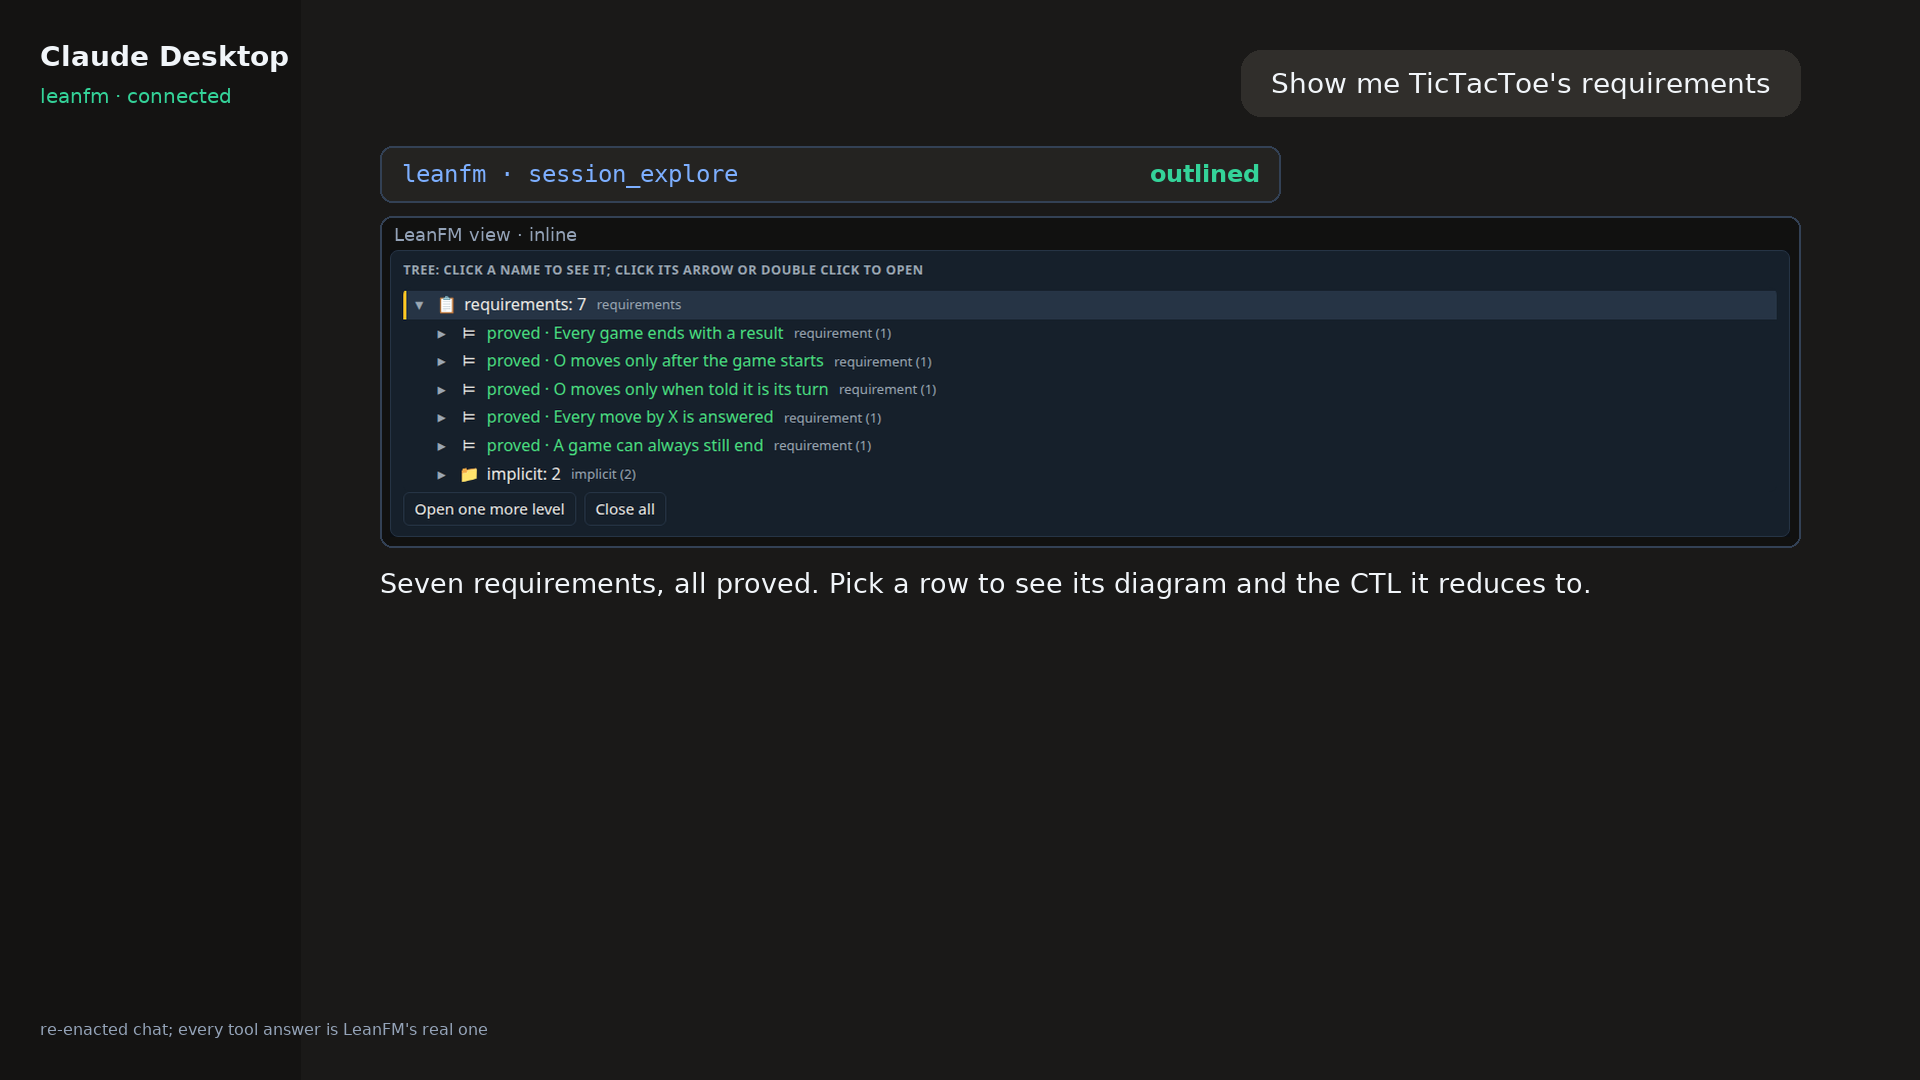 Claude Desktop
leanfm · connected
Show me TicTacToe's requirements
leanfm · session_explore outlined
LeanFM view · inline
TREE: CLICK A NAME TO SEE IT; CLICK ITS ARROW OR DOUBLE CLICK TO OPEN
▼ 📋 requirements: 7 requirements
▶ ⊨ proved · Every game ends with a result requirement (1)
▶ ⊨ proved · O moves only after the game starts requirement (1)
▶ ⊨ proved · O moves only when told it is its turn requirement (1)
▶ ⊨ proved · Every move by X is answered requirement (1)
▶ ⊨ proved · A game can always still end requirement (1)
▶ 📁 implicit: 2 implicit (2)
Open one more level Close all
Seven requirements, all proved. Pick a row to see its diagram and the CTL it reduces to.
re-enacted chat; every tool answer is LeanFM's real one